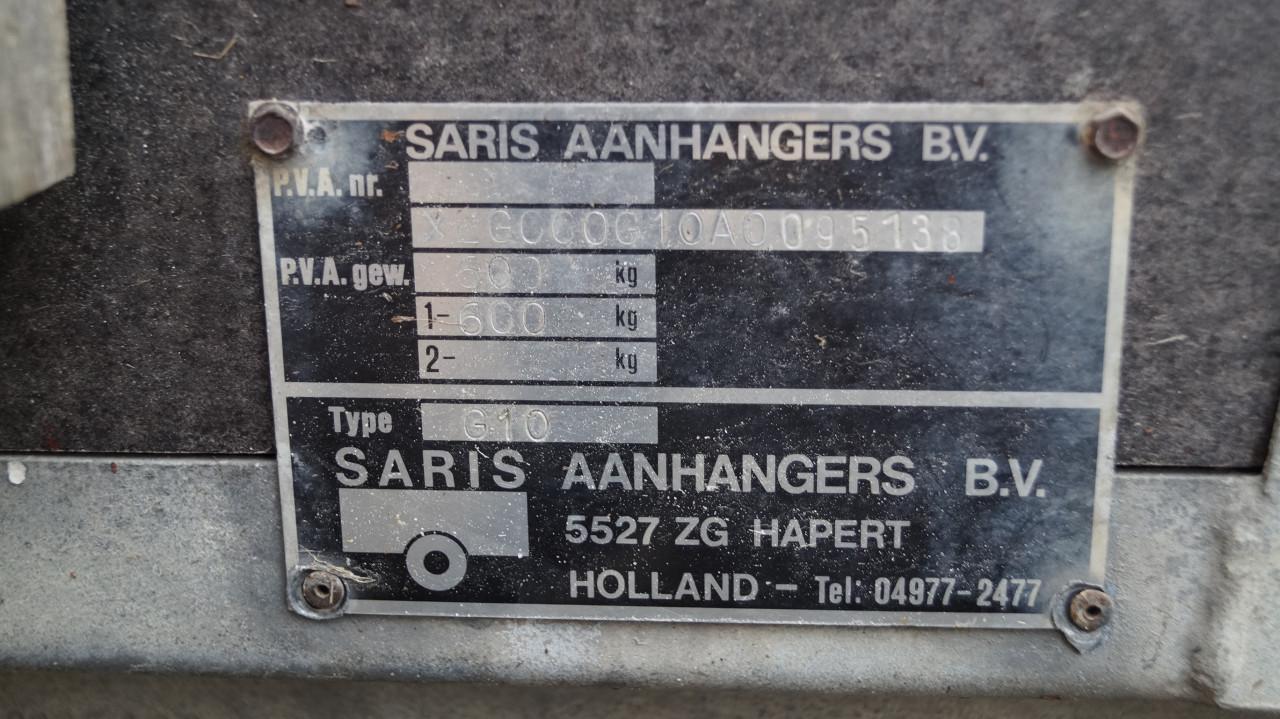 SARIS AANHANGERS B.V.
P.V.A. nr.
P.V.A. gew. 600 kg
1- 600 kg
2- kg
Type G10
SARIS AANHANGERS B.V.
5527 ZG HAPERT
HOLLAND - Tel: 04977-2477